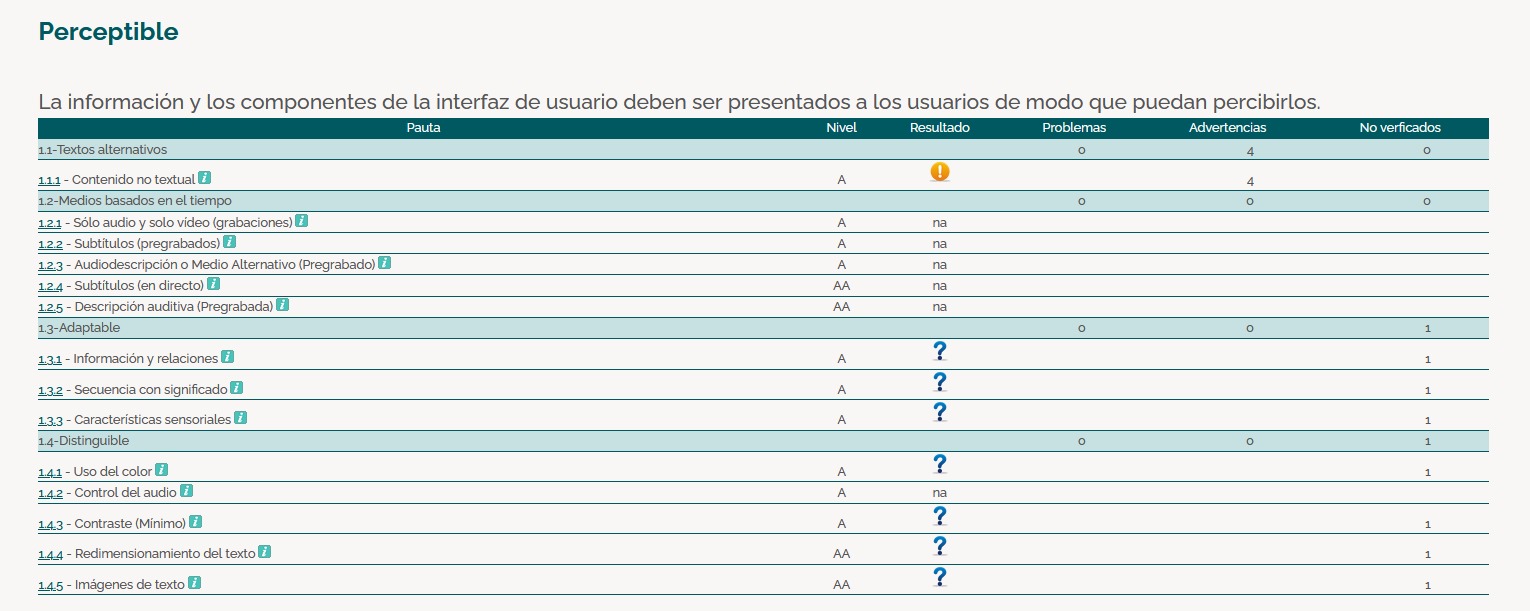 Perceptible
La información y los componentes de la interfaz de usuario deben ser presentados a los usuarios de modo que puedan percibirlos.
Pauta Nivel Resultado Problemas Advertencias No verficados
1.1-Textos alternativos 0 4 0
1.1.1 - Contenido no textual i A ! 4
1.2-Medios basados en el tiempo 0 0 0
1.2.1 - Sólo audio y solo vídeo (grabaciones) i A na
1.2.2 - Subtítulos (pregrabados) i A na
1.2.3 - Audiodescripción o Medio Alternativo (Pregrabado) i A na
1.2.4 - Subtítulos (en directo) i AA na
1.2.5 - Descripción auditiva (Pregrabada) i AA na
1.3-Adaptable 0 0 1
1.3.1 - Información y relaciones i A ? 1
1.3.2 - Secuencia con significado i A ? 1
1.3.3 - Características sensoriales i A ? 1
1.4-Distinguible 0 0 1
1.4.1 - Uso del color i A ? 1
1.4.2 - Control del audio i A na
1.4.3 - Contraste (Mínimo) i A ? 1
1.4.4 - Redimensionamiento del texto i AA ? 1
1.4.5 - Imágenes de texto i AA ? 1